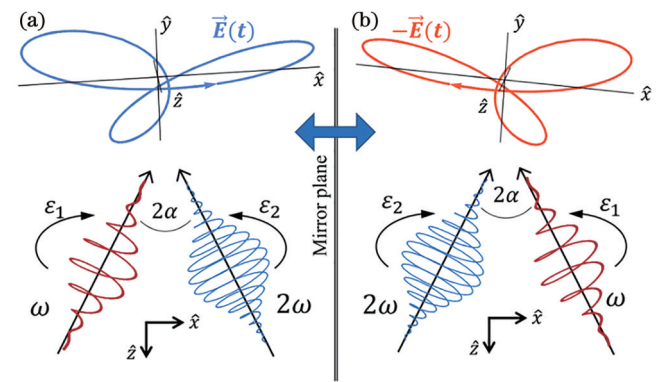 (a)
ŷ
E⃗(t)
x̂
ẑ
ε₁
2α
ε₂
ω
2ω
x̂
ẑ
Mirror plane
(b)
−E⃗(t)
ŷ
x̂
ẑ
ε₂
2α
ε₁
2ω
ω
x̂
ẑ